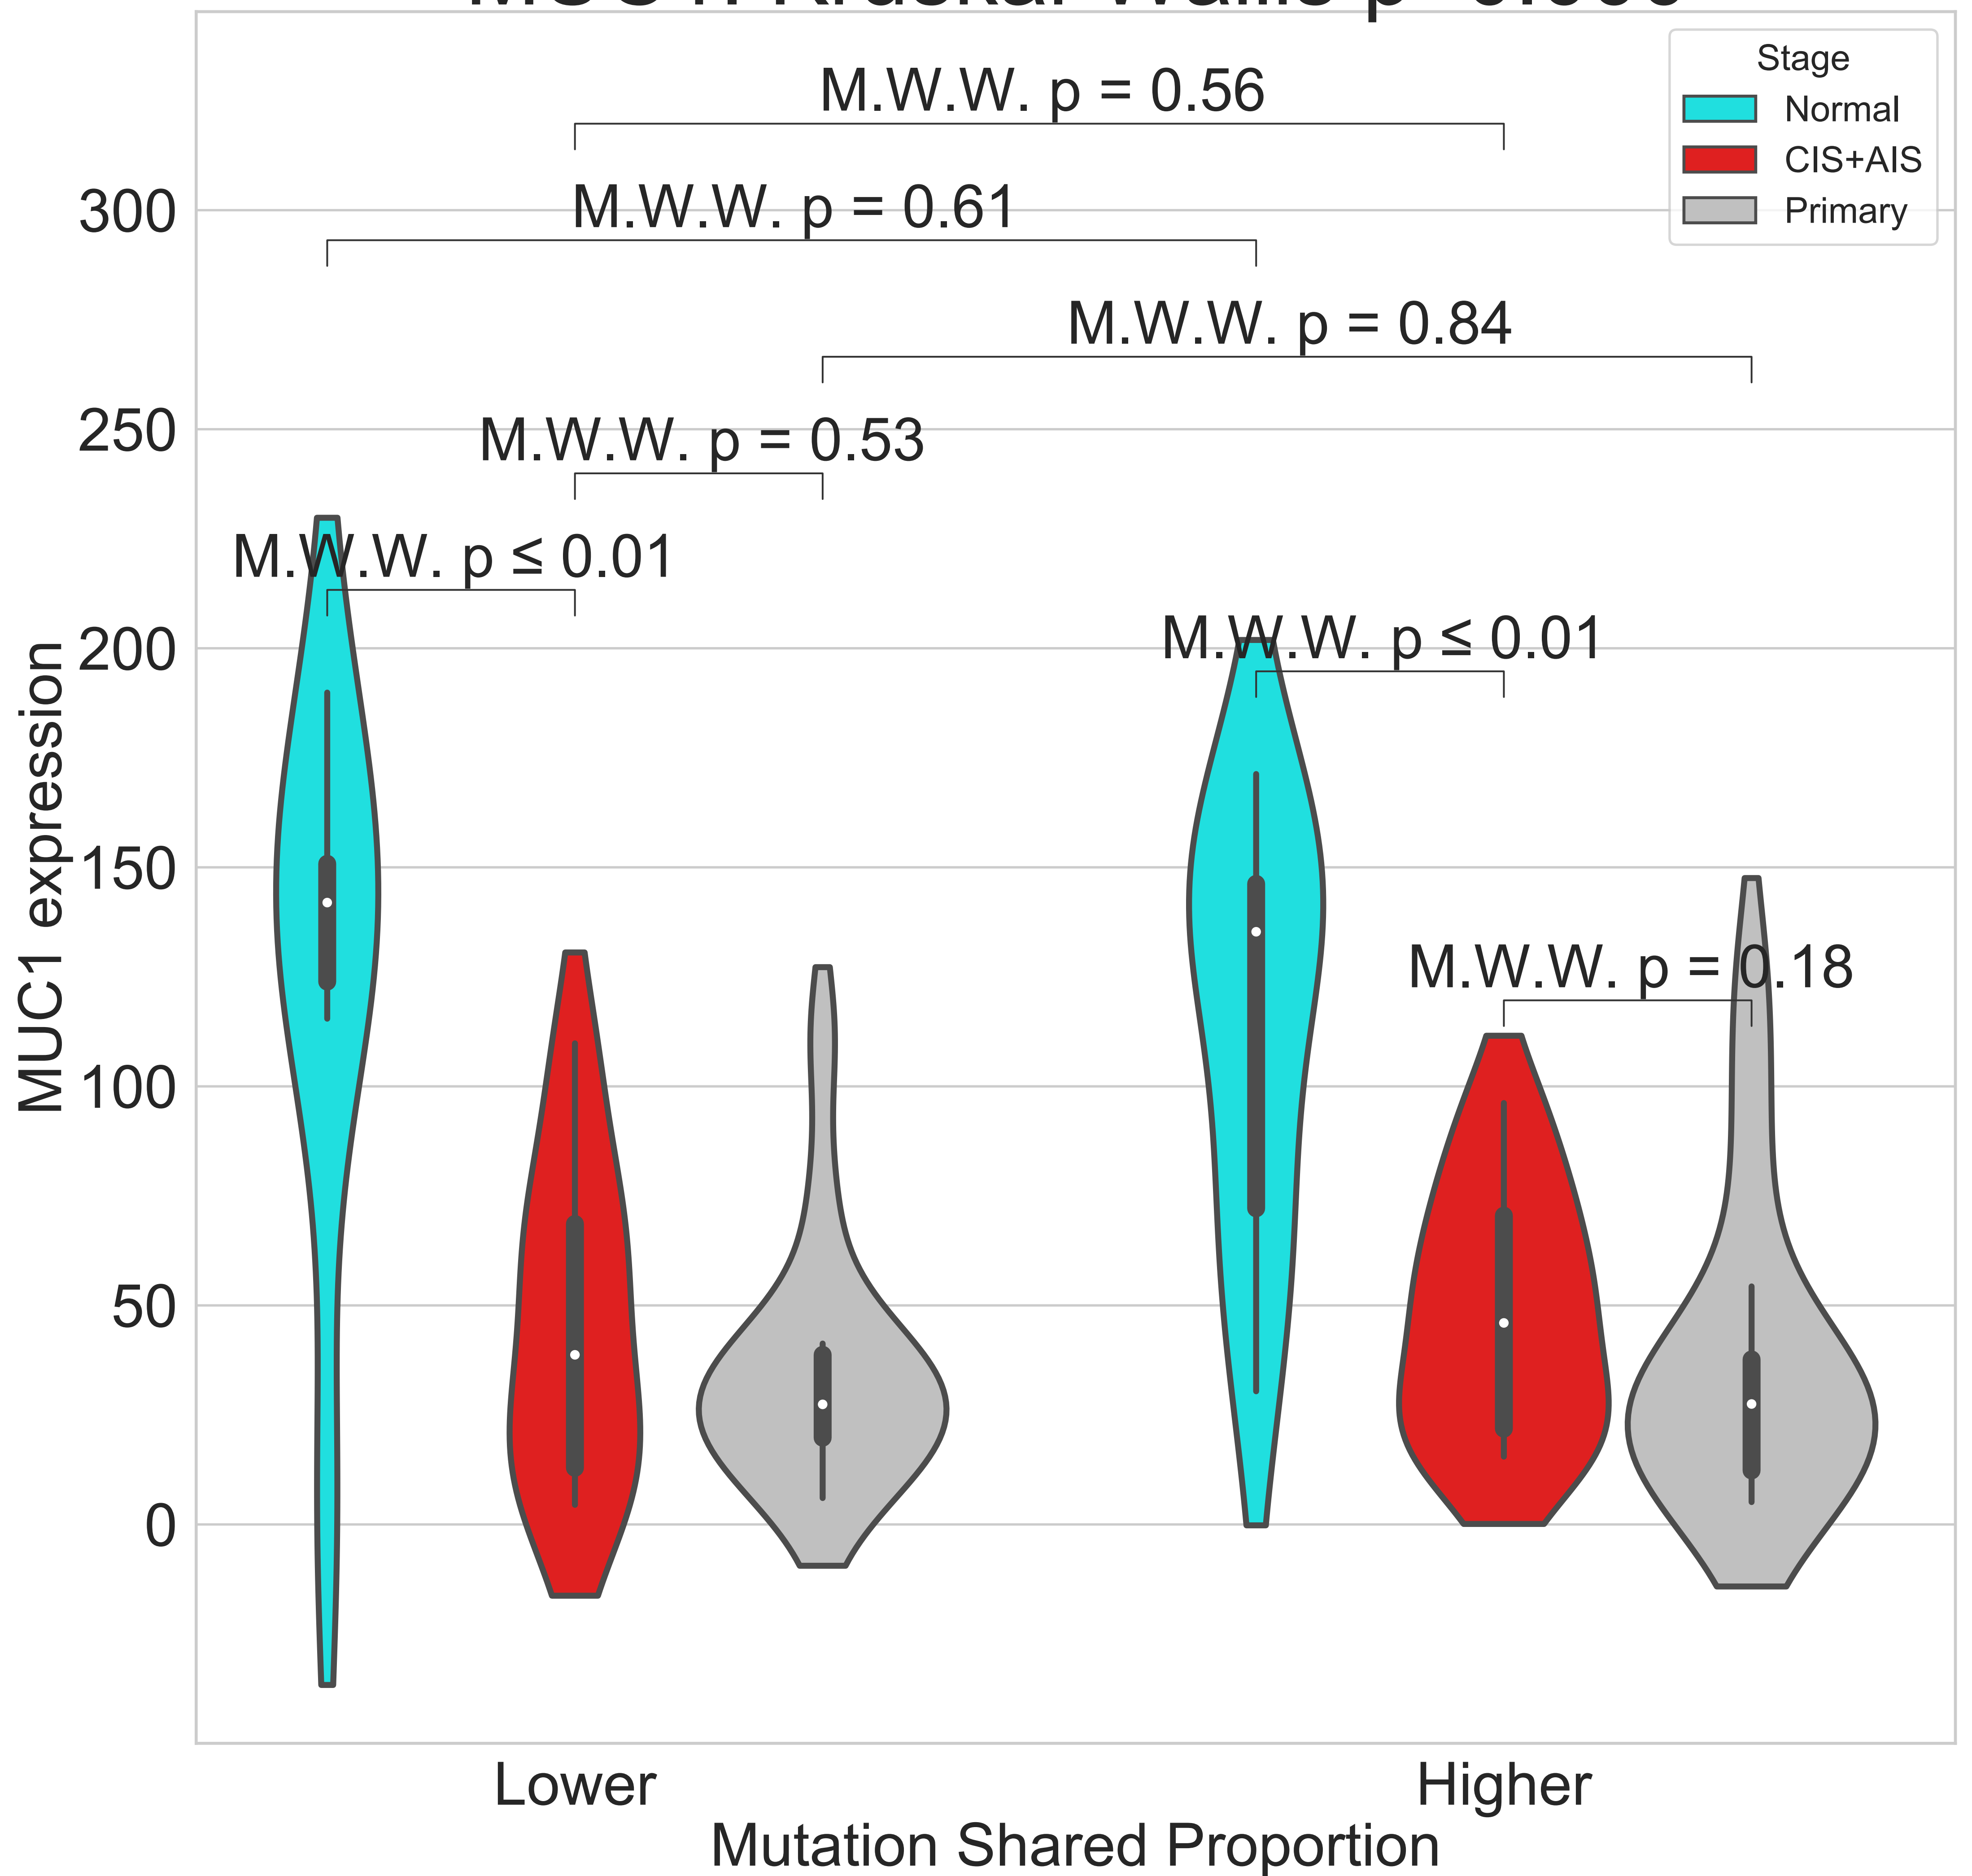 Stage
Normal
CIS+AIS
Primary
M.W.W. p = 0.56
M.W.W. p = 0.61
M.W.W. p = 0.84
M.W.W. p = 0.53
M.W.W. p ≤ 0.01
M.W.W. p ≤ 0.01
M.W.W. p = 0.18
MUC1 expression
300
250
200
150
100
50
0
Lower
Higher
Mutation Shared Proportion